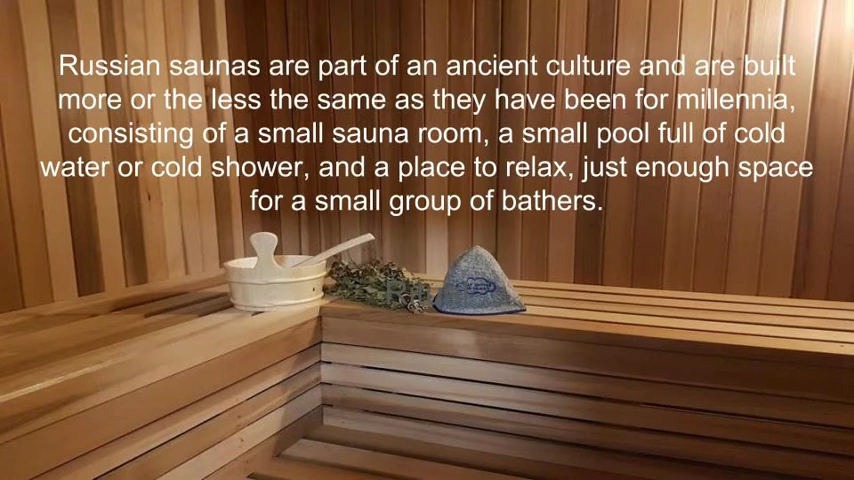 Russian saunas are part of an ancient culture and are built
more or the less the same as they have been for millennia,
consisting of a small sauna room, a small pool full of cold
water or cold shower, and a place to relax, just enough space
for a small group of bathers.